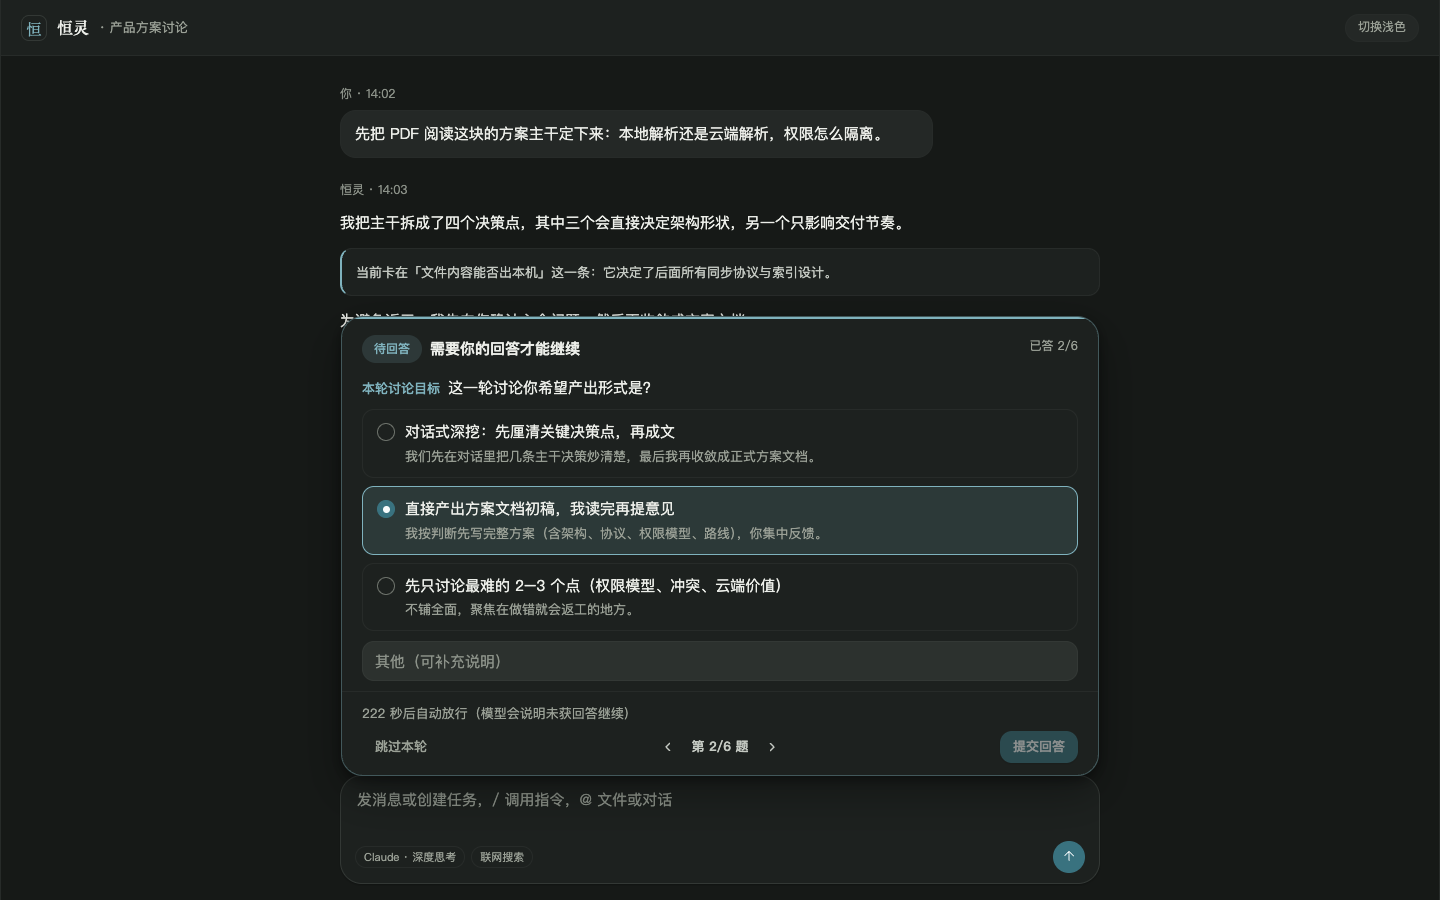 恒 恒灵 · 产品方案讨论
切换浅色
你 · 14:02
先把 PDF 阅读这块的方案主干定下来：本地解析还是云端解析，权限怎么隔离。
恒灵 · 14:03
我把主干拆成了四个决策点，其中三个会直接决定架构形状，另一个只影响交付节奏。
当前卡在「文件内容能否出本机」这一条：它决定了后面所有同步协议与索引设计。
待回答 需要你的回答才能继续
已答 2/6
本轮讨论目标 这一轮讨论你希望产出形式是？
对话式深挖：先厘清关键决策点，再成文
我们先在对话里把几条主干决策炒清楚，最后我再收敛成正式方案文档。
直接产出方案文档初稿，我读完再提意见
我按判断先写完整方案（含架构、协议、权限模型、路线），你集中反馈。
先只讨论最难的 2—3 个点（权限模型、冲突、云端价值）
不铺全面，聚焦在做错就会返工的地方。
其他（可补充说明）
222 秒后自动放行（模型会说明未获回答继续）
跳过本轮
‹ 第 2/6 题 ›
提交回答
发消息或创建任务，/ 调用指令，@ 文件或对话
Claude · 深度思考 联网搜索